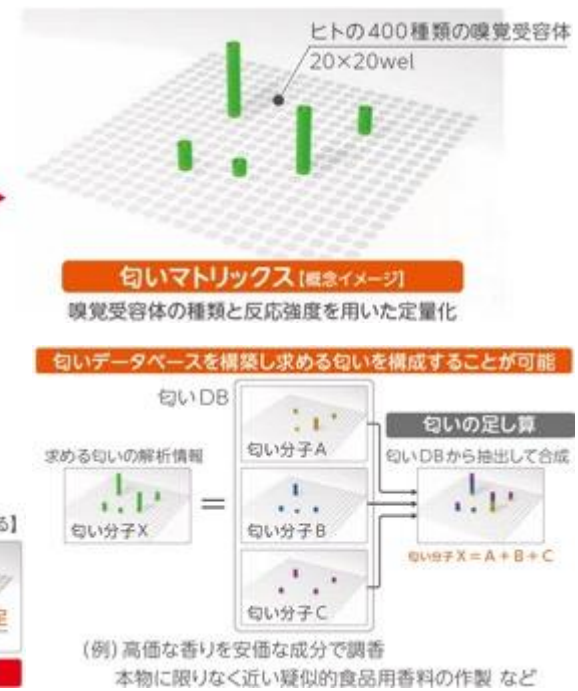 ヒトの400種類の嗅覚受容体
20×20wel
匂いマトリックス【概念イメージ】
嗅覚受容体の種類と反応強度を用いた定量化
匂いデータベースを構築し求める匂いを構成することが可能
匂いDB
匂い分子A
匂いの足し算
求める匂いの解析情報
匂いDBから抽出して合成
匂い分子X
=
匂い分子B
匂い分子X=A+B+C
匂い分子C
る】
定
(例)高価な香りを安価な成分で調香
本物に限りなく近い疑似的食品用香料の作製 など